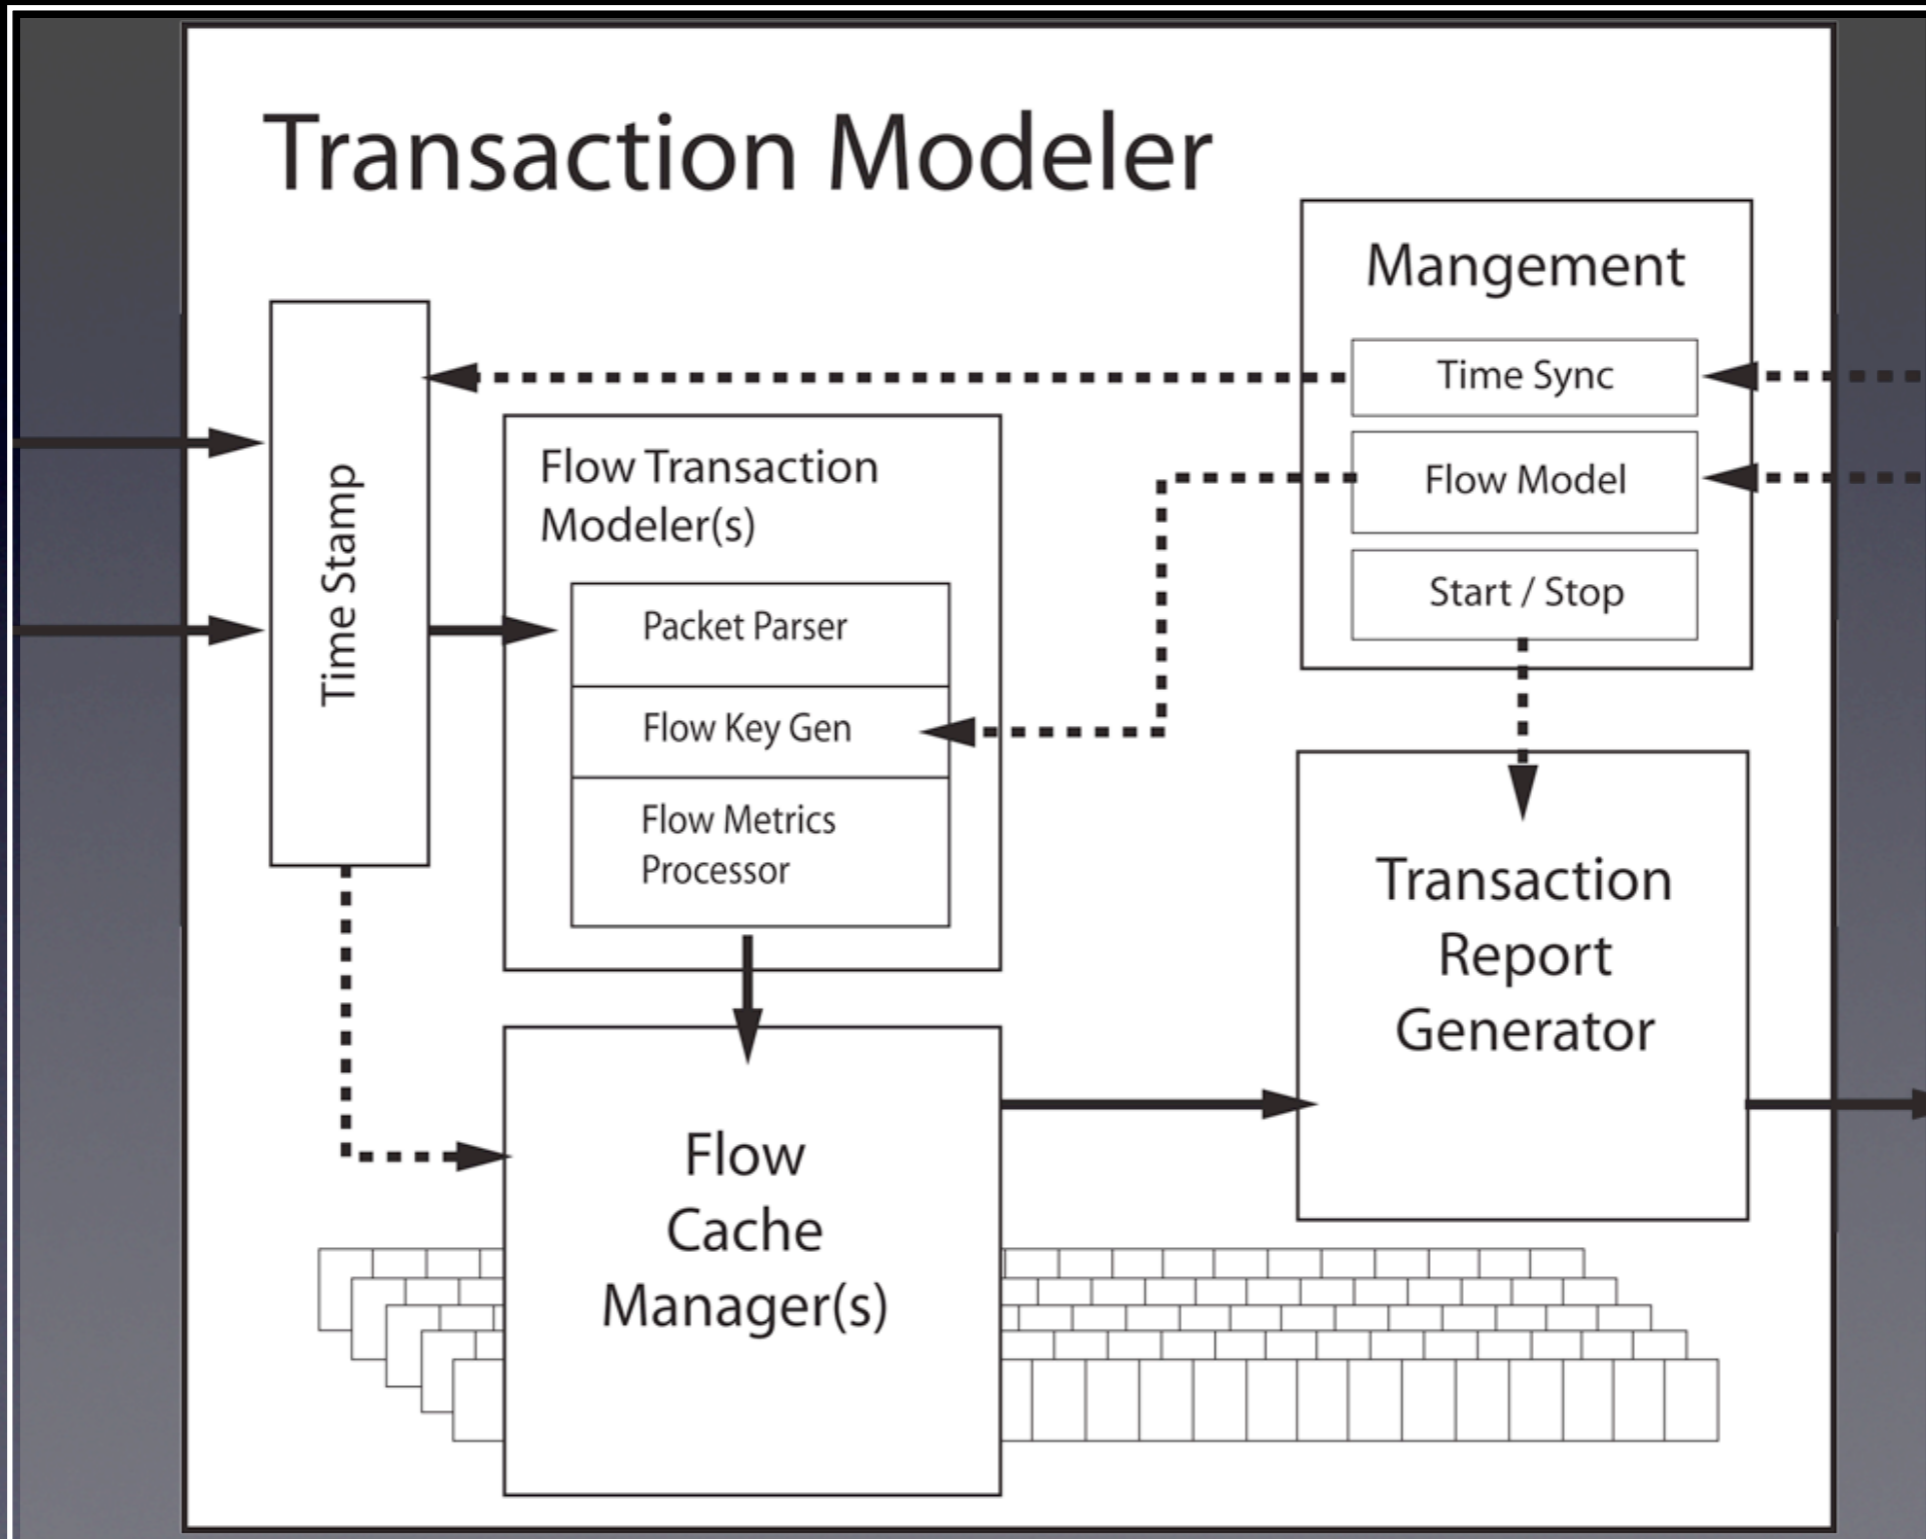 Transaction Modeler
Mangement
Time Sync
Flow Model
Start / Stop
Time Stamp
Flow Transaction
Modeler(s)
Packet Parser
Flow Key Gen
Flow Metrics
Processor
Transaction
Report
Generator
Flow
Cache
Manager(s)